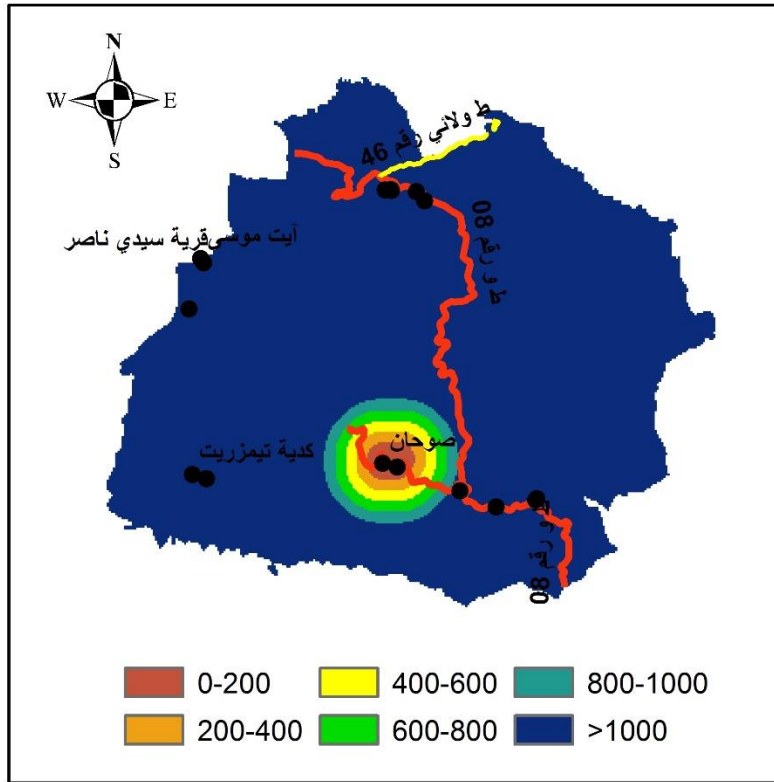 N
W E
S
ط ولائي رقم 46
ط و رقم 08
آيت موسى قرية سيدي ناصر
صوحان
كدية تيمزريت
ط و رقم 08
0-200 400-600 800-1000
200-400 600-800 >1000